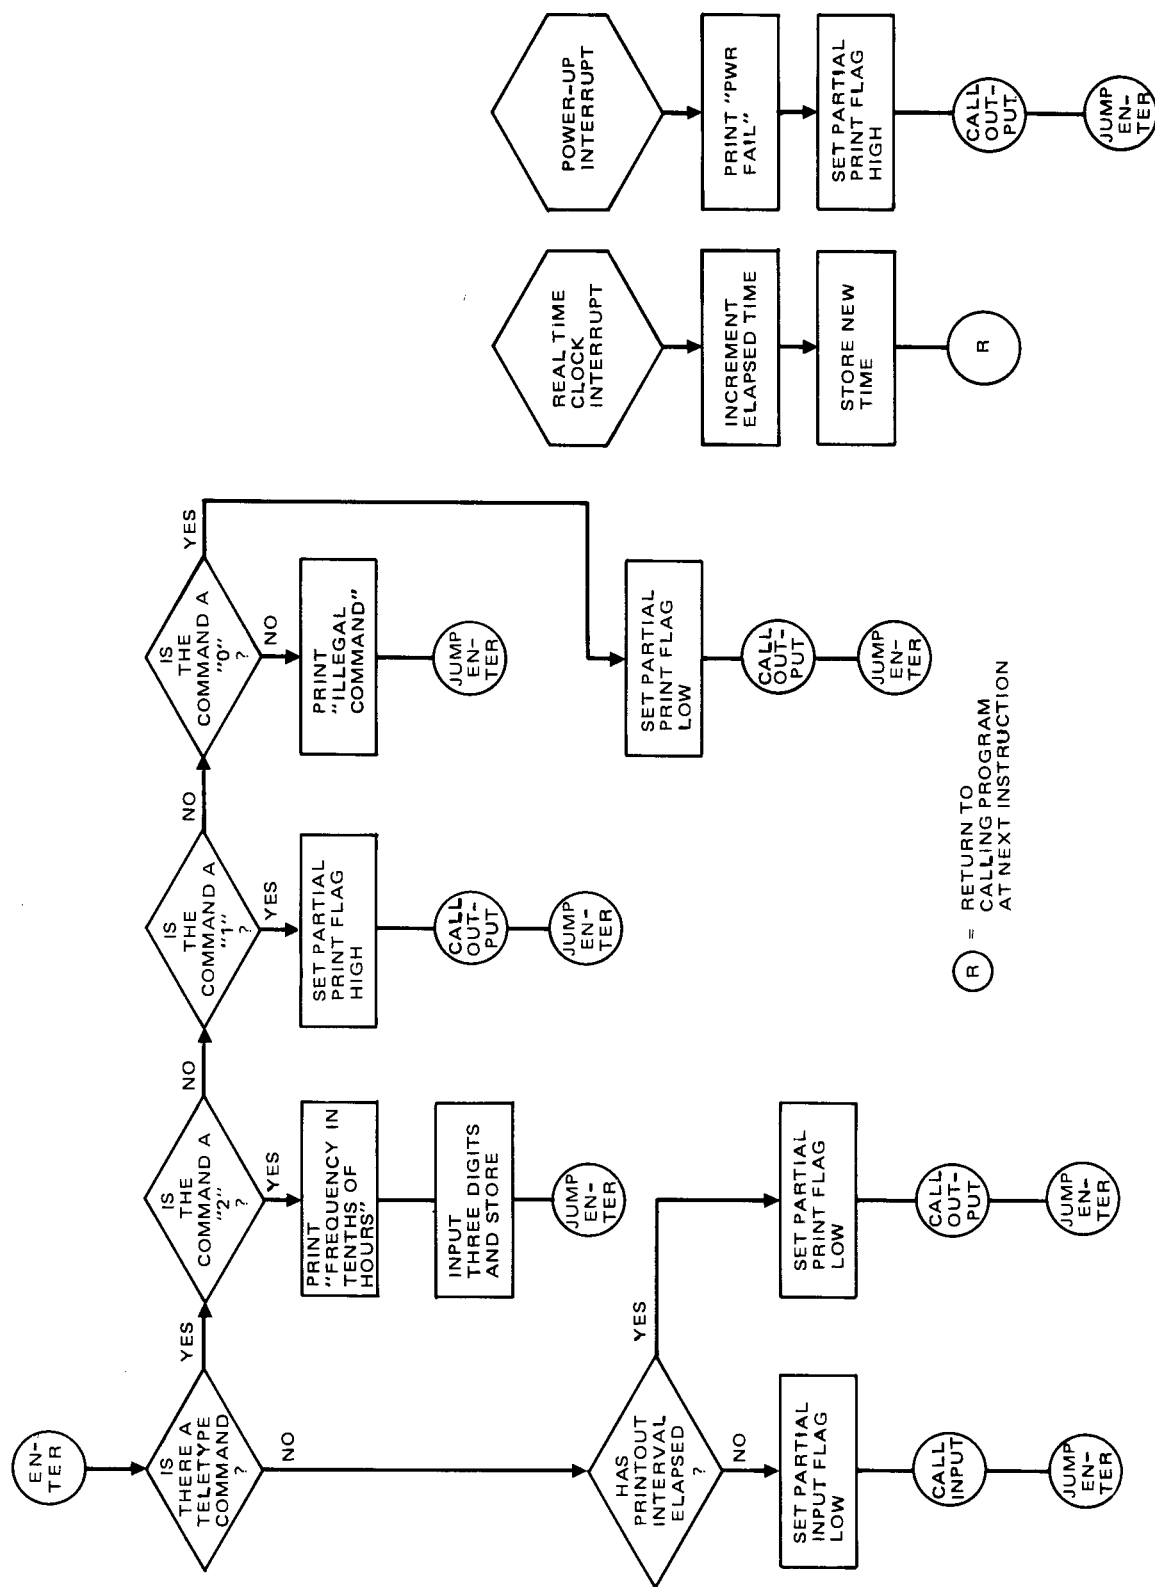 EN-
TER
IS
THERE A
TELETYPE
COMMAND
?
YES
NO
IS
THE
COMMAND A
"2"
?
NO
YES
PRINT
"FREQUENCY IN
TENTHS OF
HOURS"
INPUT
THREE DIGITS
AND STORE
JUMP
EN-
TER
IS
THE
COMMAND A
"1"
?
NO
YES
SET PARTIAL
PRINT FLAG
HIGH
CALL
OUT-
PUT
JUMP
EN-
TER
IS
THE
COMMAND A
"0"
?
YES
NO
PRINT
"ILLEGAL
COMMAND"
JUMP
EN-
TER
SET PARTIAL
PRINT FLAG
LOW
CALL
OUT-
PUT
JUMP
EN-
TER
HAS
PRINTOUT
INTERVAL
ELAPSED
?
YES
NO
SET PARTIAL
INPUT FLAG
LOW
CALL
INPUT
JUMP
EN-
TER
SET PARTIAL
PRINT FLAG
LOW
CALL
OUT-
PUT
JUMP
EN-
TER
R = RETURN TO
CALLING PROGRAM
AT NEXT INSTRUCTION
REAL TIME
CLOCK
INTERRUPT
INCREMENT
ELAPSED TIME
STORE NEW
TIME
R
POWER-UP
INTERRUPT
PRINT "PWR
FAIL"
SET PARTIAL
PRINT FLAG
HIGH
CALL
OUT-
PUT
JUMP
EN-
TER